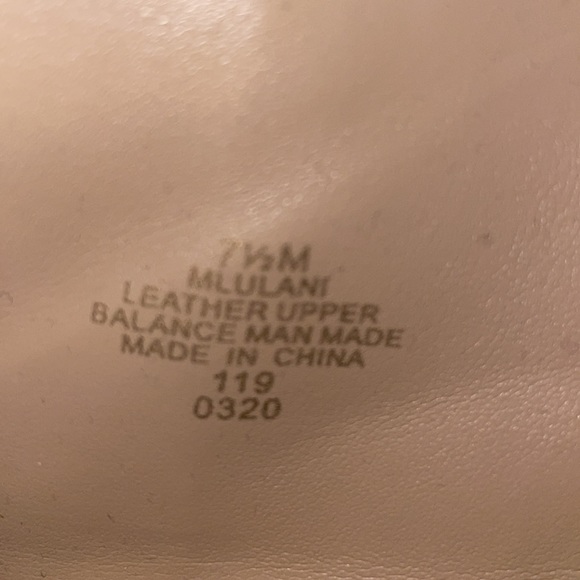 7½M
MLULANI
LEATHER UPPER
BALANCE MAN MADE
MADE IN CHINA
119
0320